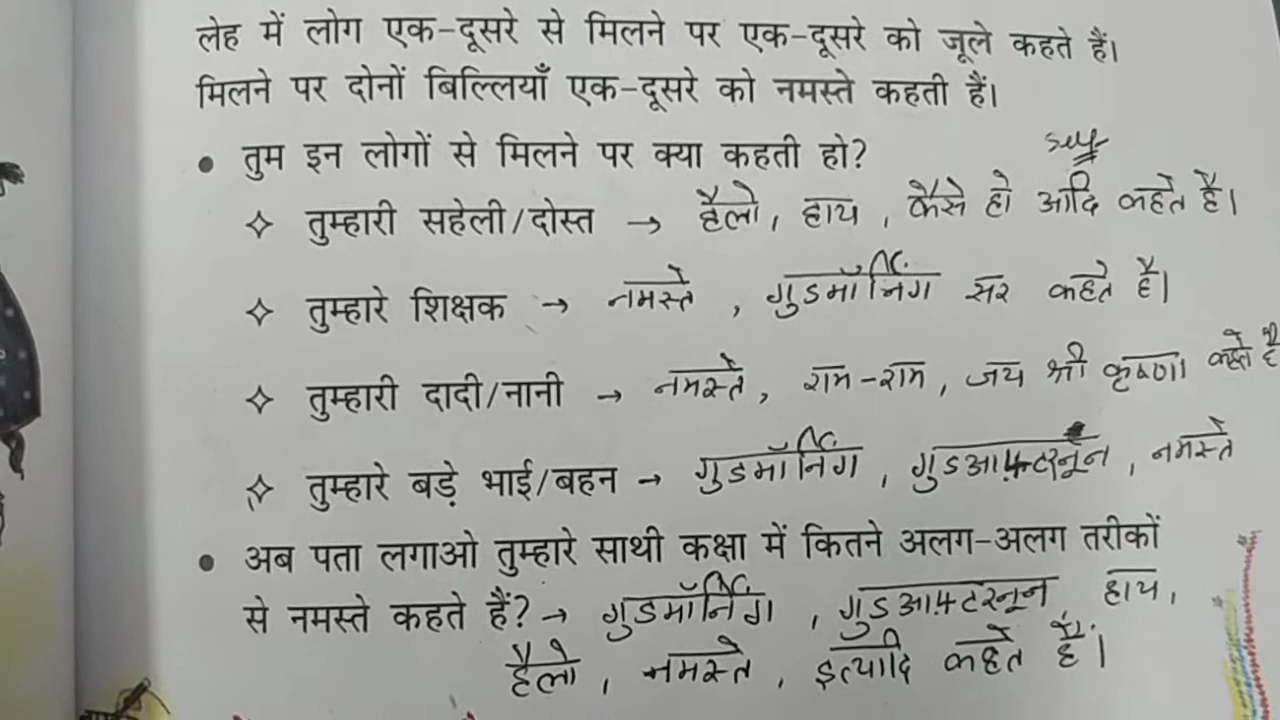 लेह में लोग एक-दूसरे से मिलने पर एक-दूसरे को जूले कहते हैं।
मिलने पर दोनों बिल्लियाँ एक-दूसरे को नमस्ते कहती हैं।
• तुम इन लोगों से मिलने पर क्या कहती हो? self
✧ तुम्हारी सहेली/दोस्त → हैलो, हाय, कैसे हो आदि कहते है।
✧ तुम्हारे शिक्षक → नमस्ते, गुडमॉर्निंग सर कहते है।
✧ तुम्हारी दादी/नानी → नमस्ते, राम-राम, जय श्री कृष्णा कहते है
✧ तुम्हारे बड़े भाई/बहन → गुडमॉर्निंग, गुडआफ़्टरनून, नमस्ते
• अब पता लगाओ तुम्हारे साथी कक्षा में कितने अलग-अलग तरीकों
से नमस्ते कहते हैं? → गुडमॉर्निंग, गुडआफ़्टरनून, हाय,
हैलो, नमस्ते, इत्यादि कहते हैं।